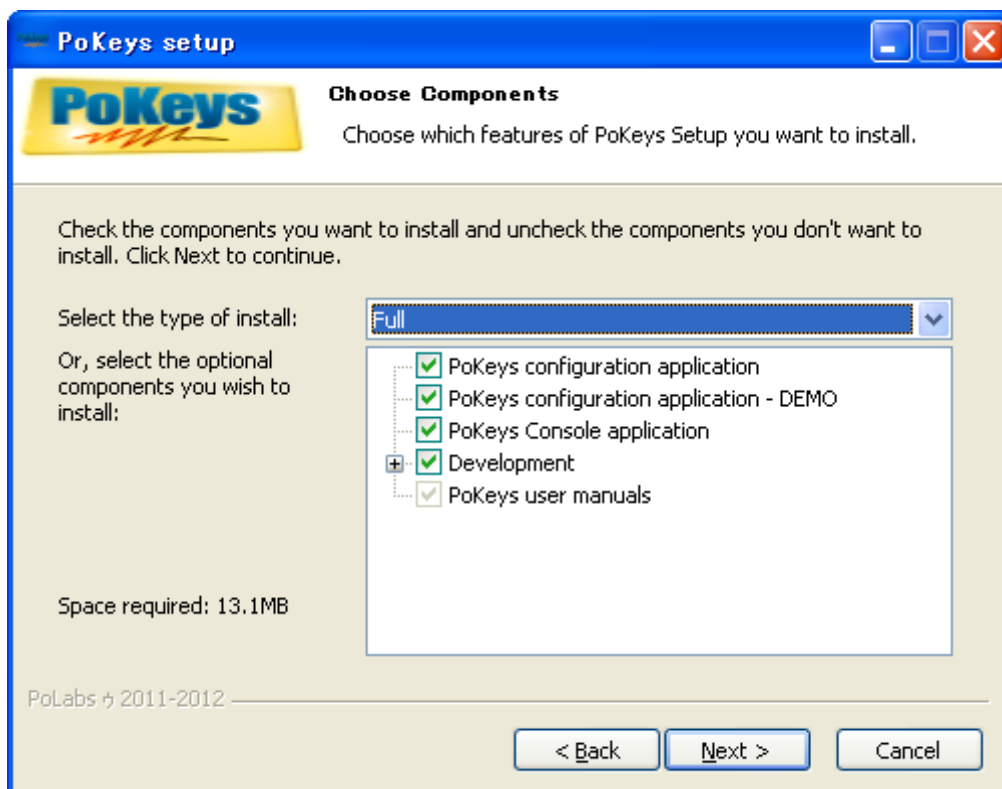 PoKeys setup
PoKeys
Choose Components
Choose which features of PoKeys Setup you want to install.
Check the components you want to install and uncheck the components you don't want to
install. Click Next to continue.
Select the type of install:
Full
Or, select the optional
components you wish to
install:
PoKeys configuration application
PoKeys configuration application - DEMO
PoKeys Console application
Development
PoKeys user manuals
Space required: 13.1MB
PoLabs ゥ 2011-2012
< Back
Next >
Cancel